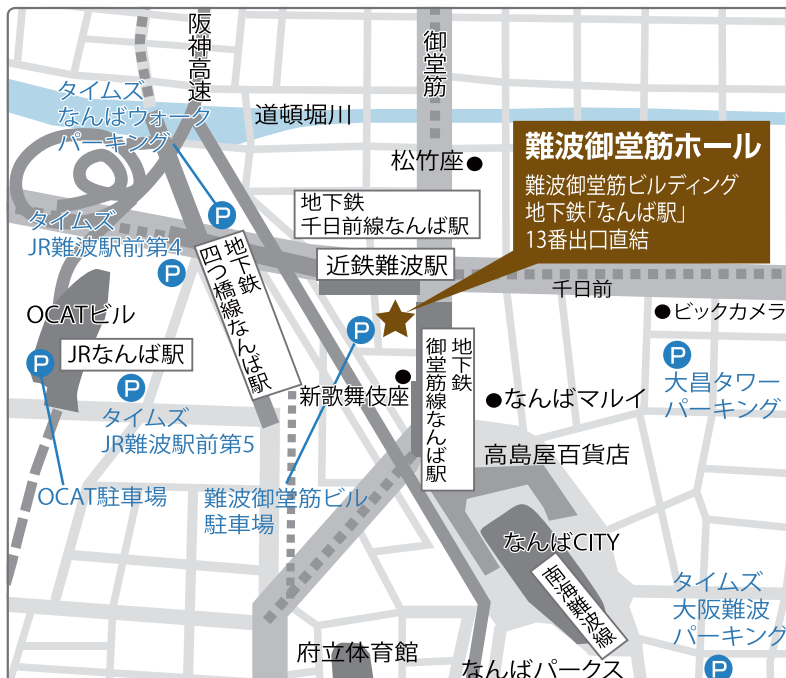 阪神高速
御堂筋
タイムズ
なんばウォーク
パーキング
道頓堀川
松竹座
難波御堂筋ホール
難波御堂筋ビルディング
地下鉄「なんば駅」
13番出口直結
地下鉄
千日前線なんば駅
P
タイムズ
JR難波駅前第4
P
地下鉄
四つ橋線なんば駅
近鉄難波駅
千日前
OCATビル
P
ビックカメラ
P
JRなんば駅
P
地下鉄
御堂筋線なんば駅
P
大昌タワー
パーキング
P
タイムズ
JR難波駅前第5
新歌舞伎座
なんばマルイ
高島屋百貨店
OCAT駐車場
難波御堂筋ビル
駐車場
なんばCITY
南海難波線
タイムズ
大阪難波
パーキング
P
府立体育館
なんばパークス